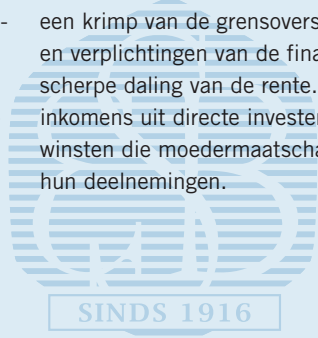 - een krimp van de grensovers
en verplichtingen van de fina
scherpe daling van de rente.
inkomens uit directe invester
winsten die moedermaatscha
hun deelnemingen.
SINDS 1916